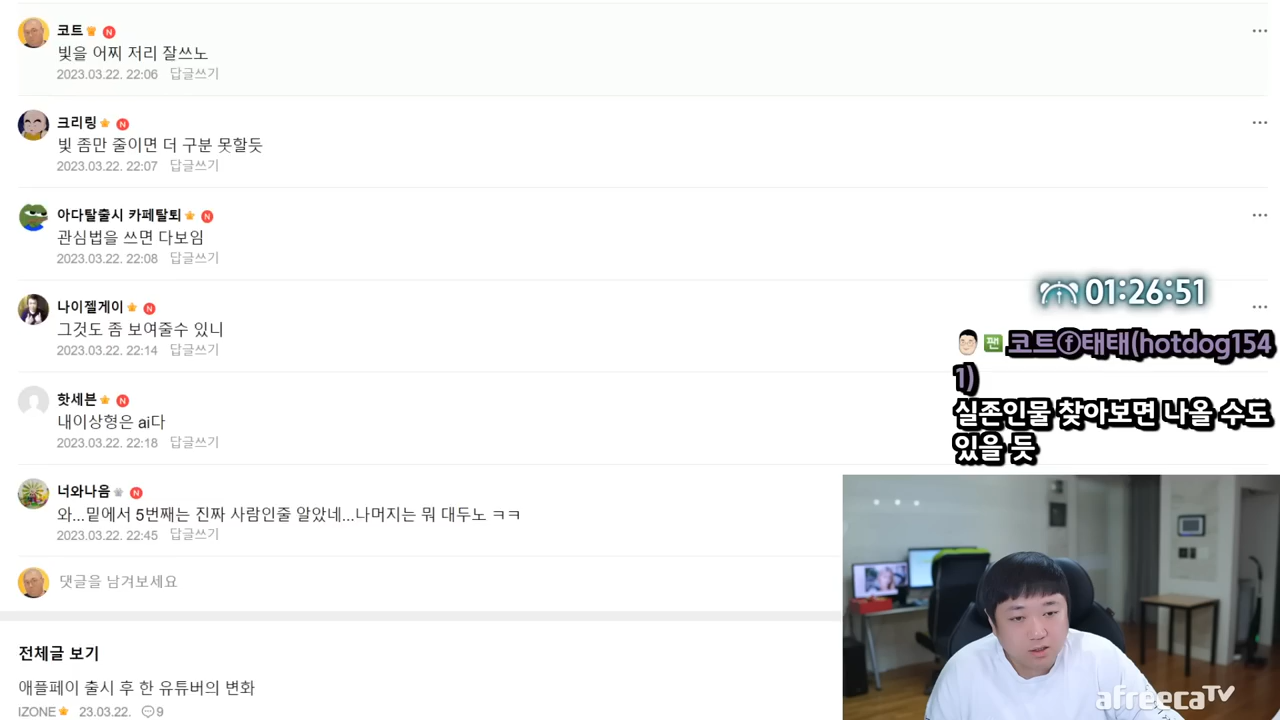 코트 N
빛을 어찌 저리 잘쓰노
2023.03.22. 22:06 답글쓰기
크리링 N
빛 좀만 줄이면 더 구분 못할듯
2023.03.22. 22:07 답글쓰기
아다탈출시 카페탈퇴 N
관심법을 쓰면 다보임
2023.03.22. 22:08 답글쓰기
01:26:51
나이젤게이 N
그것도 좀 보여줄수 있니
2023.03.22. 22:14 답글쓰기
짼 코트ⓕ태태(hotdog154
1)
실존인물 찾아보면 나올 수도
있을 듯
핫세븐 N
내이상형은 ai다
2023.03.22. 22:18 답글쓰기
너와나음 N
와...밑에서 5번째는 진짜 사람인줄 알았네...나머지는 뭐 대두노 ㅋㅋ
2023.03.22. 22:45 답글쓰기
댓글을 남겨보세요
전체글 보기
애플페이 출시 후 한 유튜버의 변화
IZONE 23.03.22. 9
afreecaTV